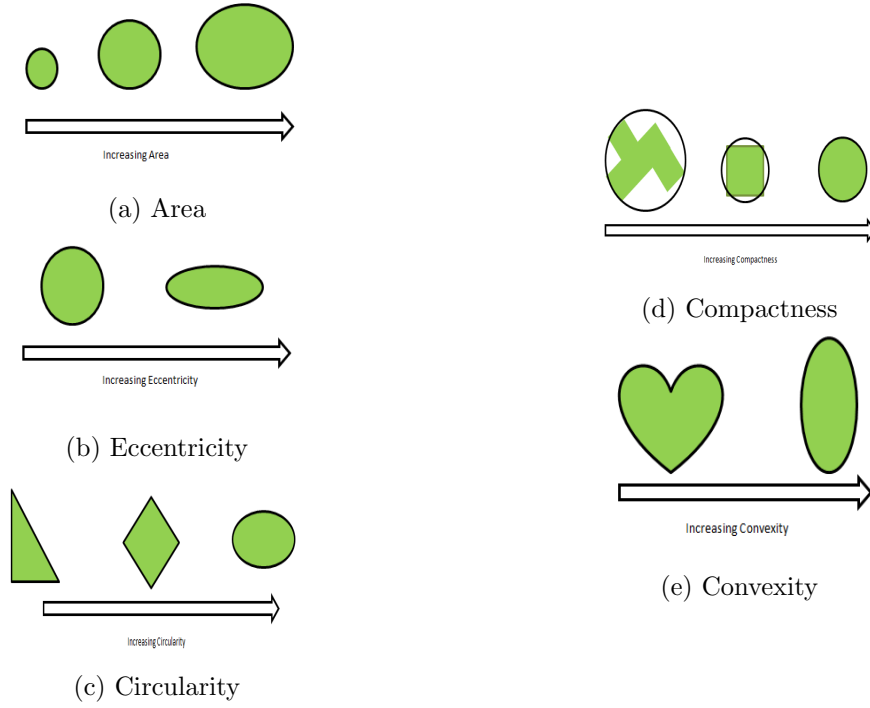 Increasing Area
(a) Area
Increasing Eccentricity
(b) Eccentricity
Increasing Circularity
(c) Circularity
Increasing Compactness
(d) Compactness
Increasing Convexity
(e) Convexity